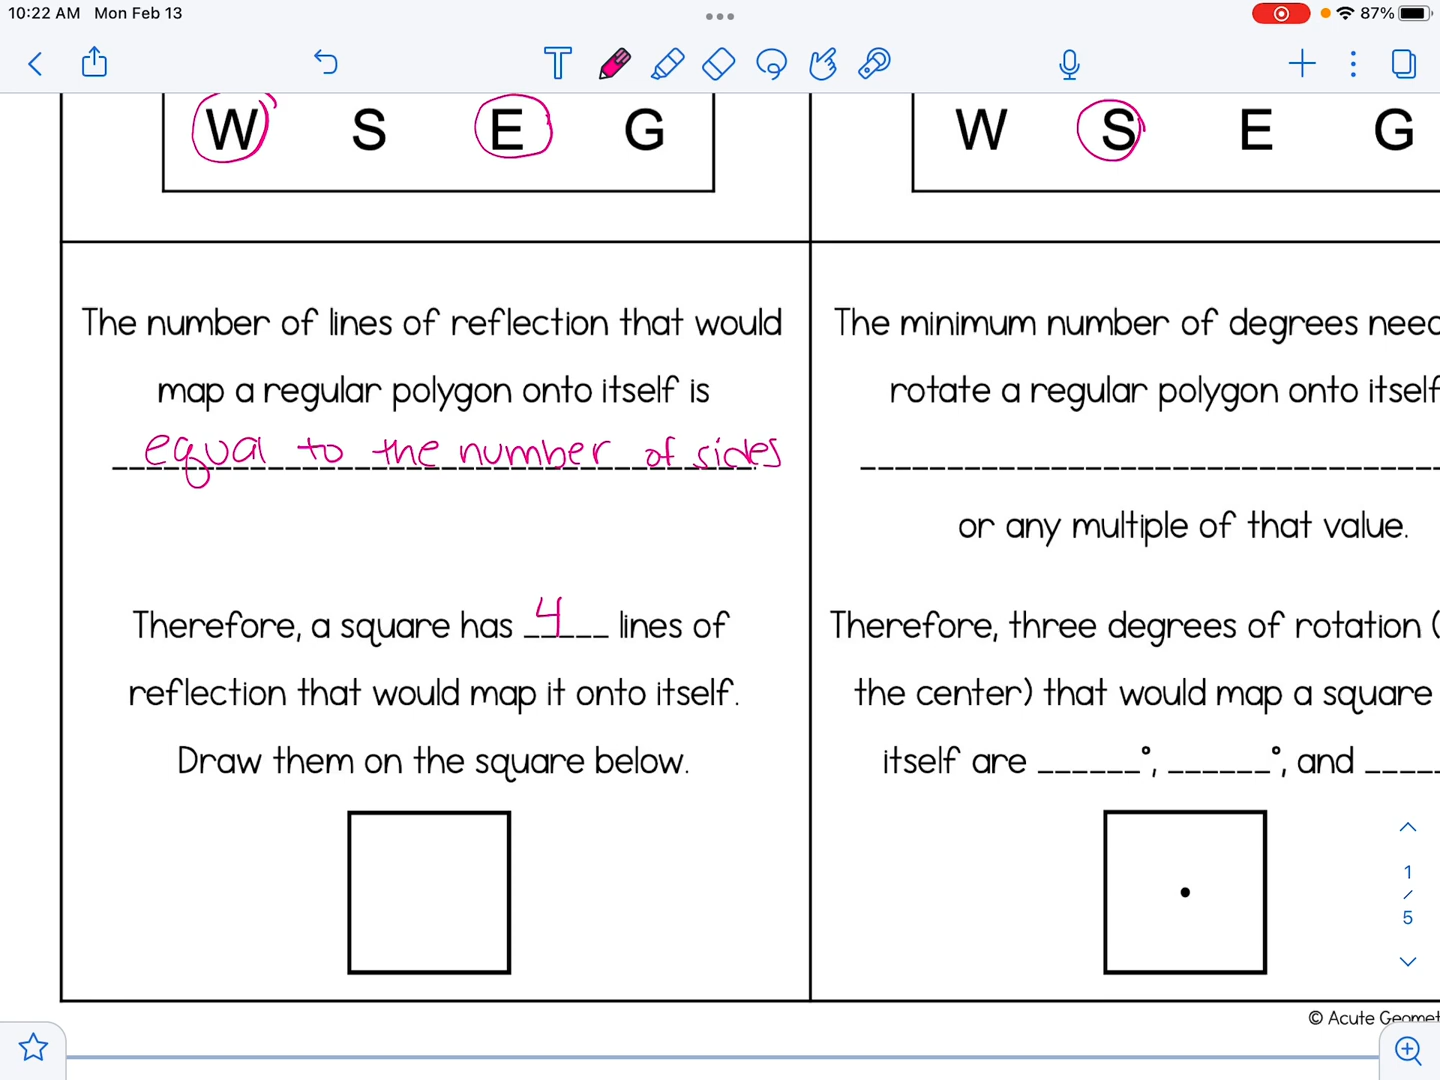 10:22 AM Mon Feb 13
87%
W S E G
W S E G
The number of lines of reflection that would
map a regular polygon onto itself is
equal to the number of sides
Therefore, a square has 4 lines of
reflection that would map it onto itself.
Draw them on the square below.
The minimum number of degrees need
rotate a regular polygon onto itself
or any multiple of that value.
Therefore, three degrees of rotation (
the center) that would map a square
itself are ______°, ______°, and _____
1
/
5
© Acute Geomet